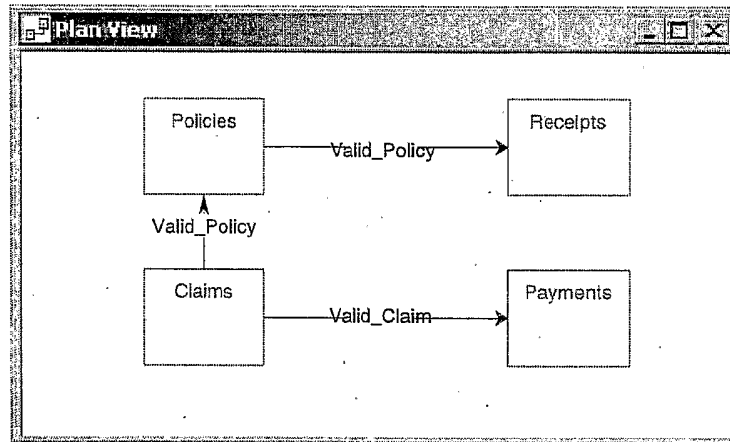 Plan View
Policies
Receipts
Valid_Policy
Valid_Policy
Claims
Payments
Valid_Claim